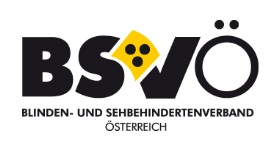 BSVÖ
BLINDEN- UND SEHBEHINDERTENVERBAND
ÖSTERREICH